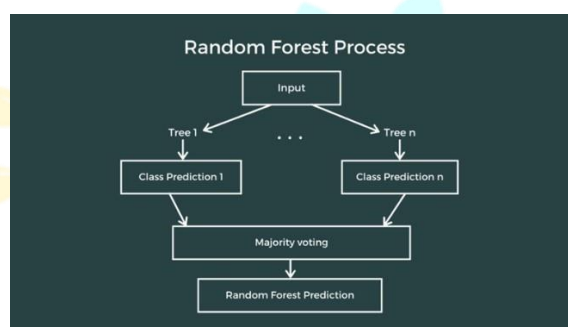 Random Forest Process
Input
Tree 1
. . .
Tree n
Class Prediction 1
Class Prediction n
Majority voting
Random Forest Prediction